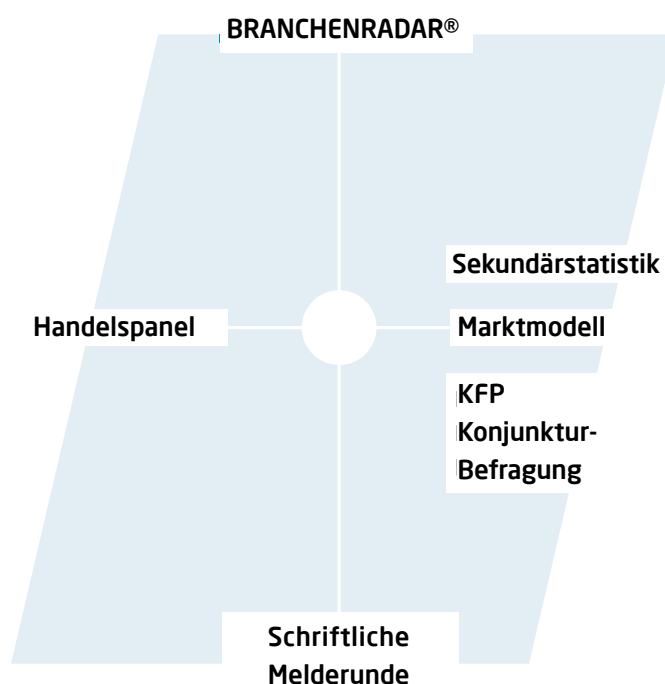 BRANCHENRADAR®
Sekundärstatistik
Handelspanel
Marktmodell
KFP
Konjunktur-
Befragung
Schriftliche
Melderunde